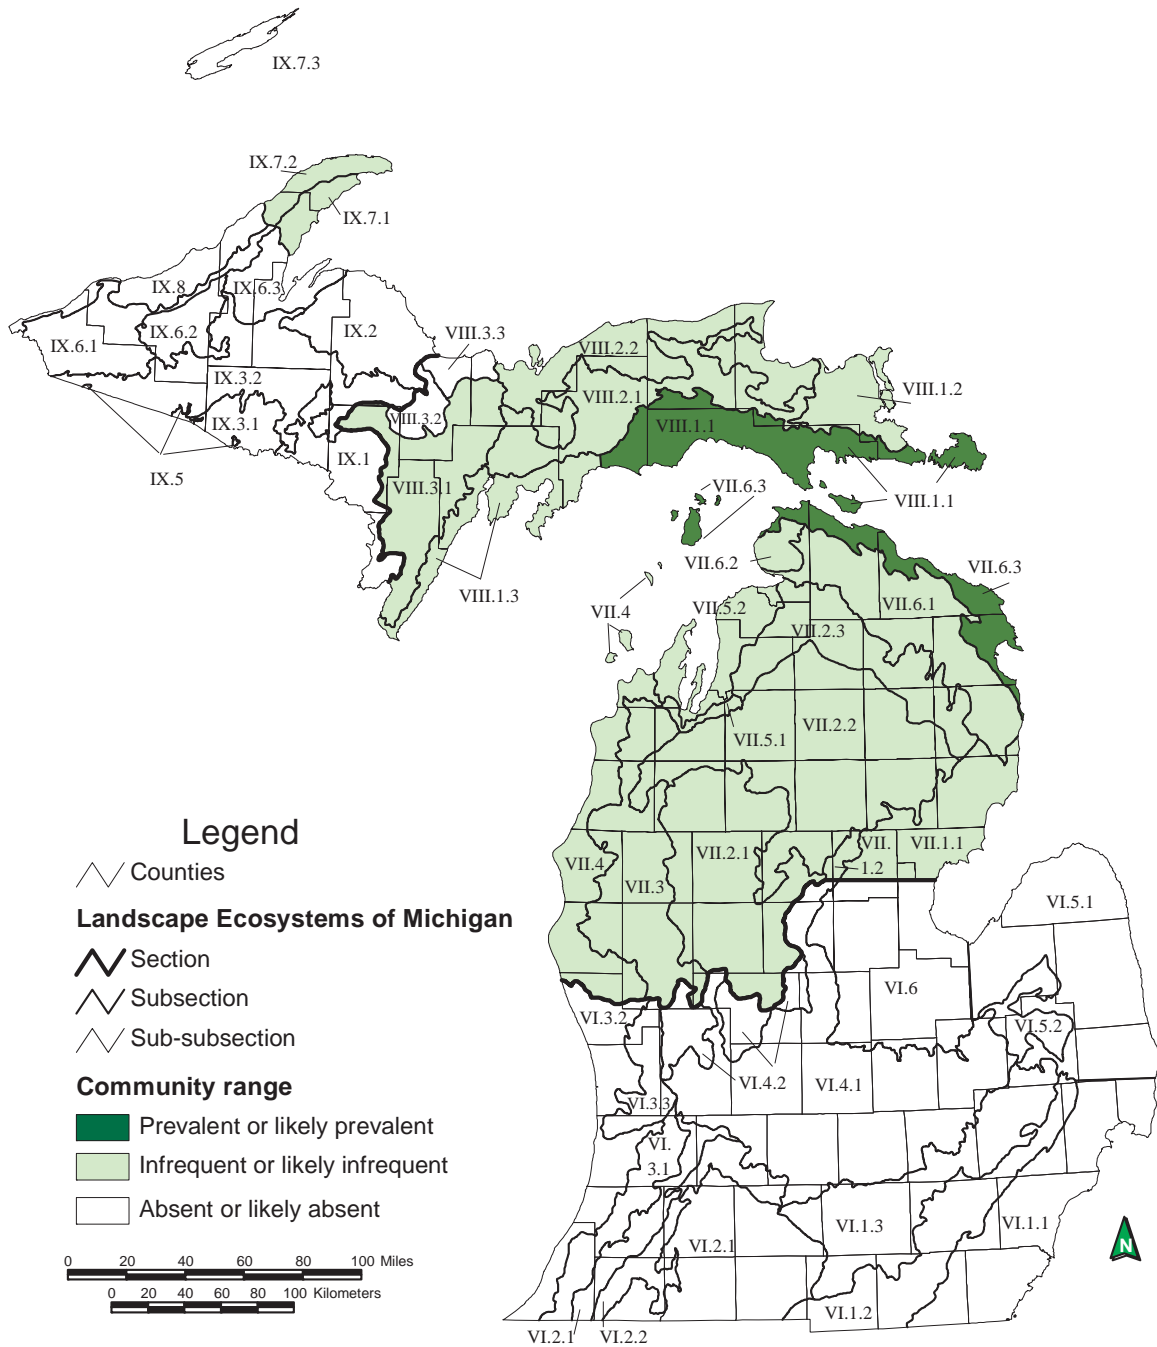 IX.7.3
IX.7.2
IX.7.1
IX.8
IX.6.3
IX.6.2
IX.6.1
IX.2
VIII.3.3
VIII.2.2
IX.3.2
VIII.2.1
VIII.1.2
IX.3.1
VIII.3.2
VIII.1.1
IX.1
IX.5
VIII.3.1
VII.6.3
VIII.1.1
VII.6.2
VII.6.3
VIII.1.3
VII.4
VII.5.2
VII.6.1
VII.2.3
VII.5.1
VII.2.2
VII.4
VII.3
VII.2.1
VII.
1.2
VII.1.1
VI.5.1
VI.6
VI.3.2
VI.5.2
VI.4.2
VI.4.1
VI.3.3
VI.
3.1
VI.1.3
VI.1.1
VI.2.1
VI.1.2
VI.2.1
VI.2.2
Legend
Counties
Landscape Ecosystems of Michigan
Section
Subsection
Sub-subsection
Community range
Prevalent or likely prevalent
Infrequent or likely infrequent
Absent or likely absent
0 20 40 60 80 100 Miles
0 20 40 60 80 100 Kilometers
N